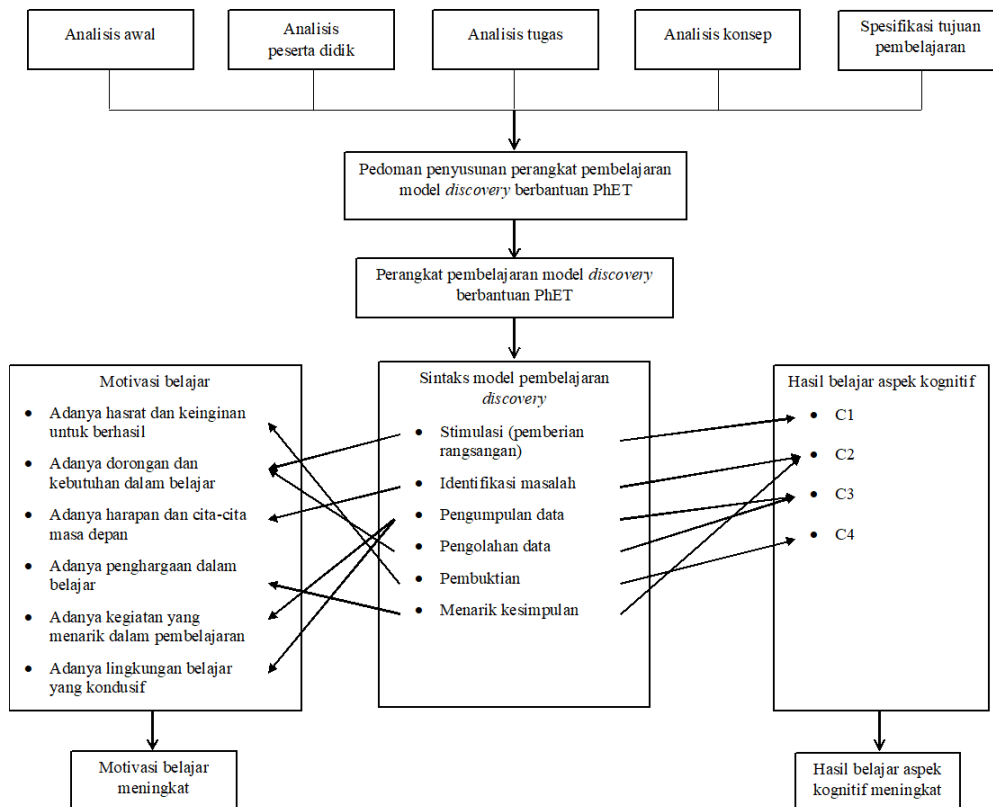 Analisis awal
Analisis
peserta didik
Analisis tugas
Analisis konsep
Spesifikasi tujuan
pembelajaran
Pedoman penyusunan perangkat pembelajaran
model discovery berbantuan PhET
Perangkat pembelajaran model discovery
berbantuan PhET
Motivasi belajar
• Adanya hasrat dan keinginan
untuk berhasil
• Adanya dorongan dan
kebutuhan dalam belajar
• Adanya harapan dan cita-cita
masa depan
• Adanya penghargaan dalam
belajar
• Adanya kegiatan yang
menarik dalam pembelajaran
• Adanya lingkungan belajar
yang kondusif
Sintaks model pembelajaran
discovery
• Stimulasi (pemberian
rangsangan)
• Identifikasi masalah
• Pengumpulan data
• Pengolahan data
• Pembuktian
• Menarik kesimpulan
Hasil belajar aspek kognitif
• C1
• C2
• C3
• C4
Motivasi belajar
meningkat
Hasil belajar aspek
kognitif meningkat